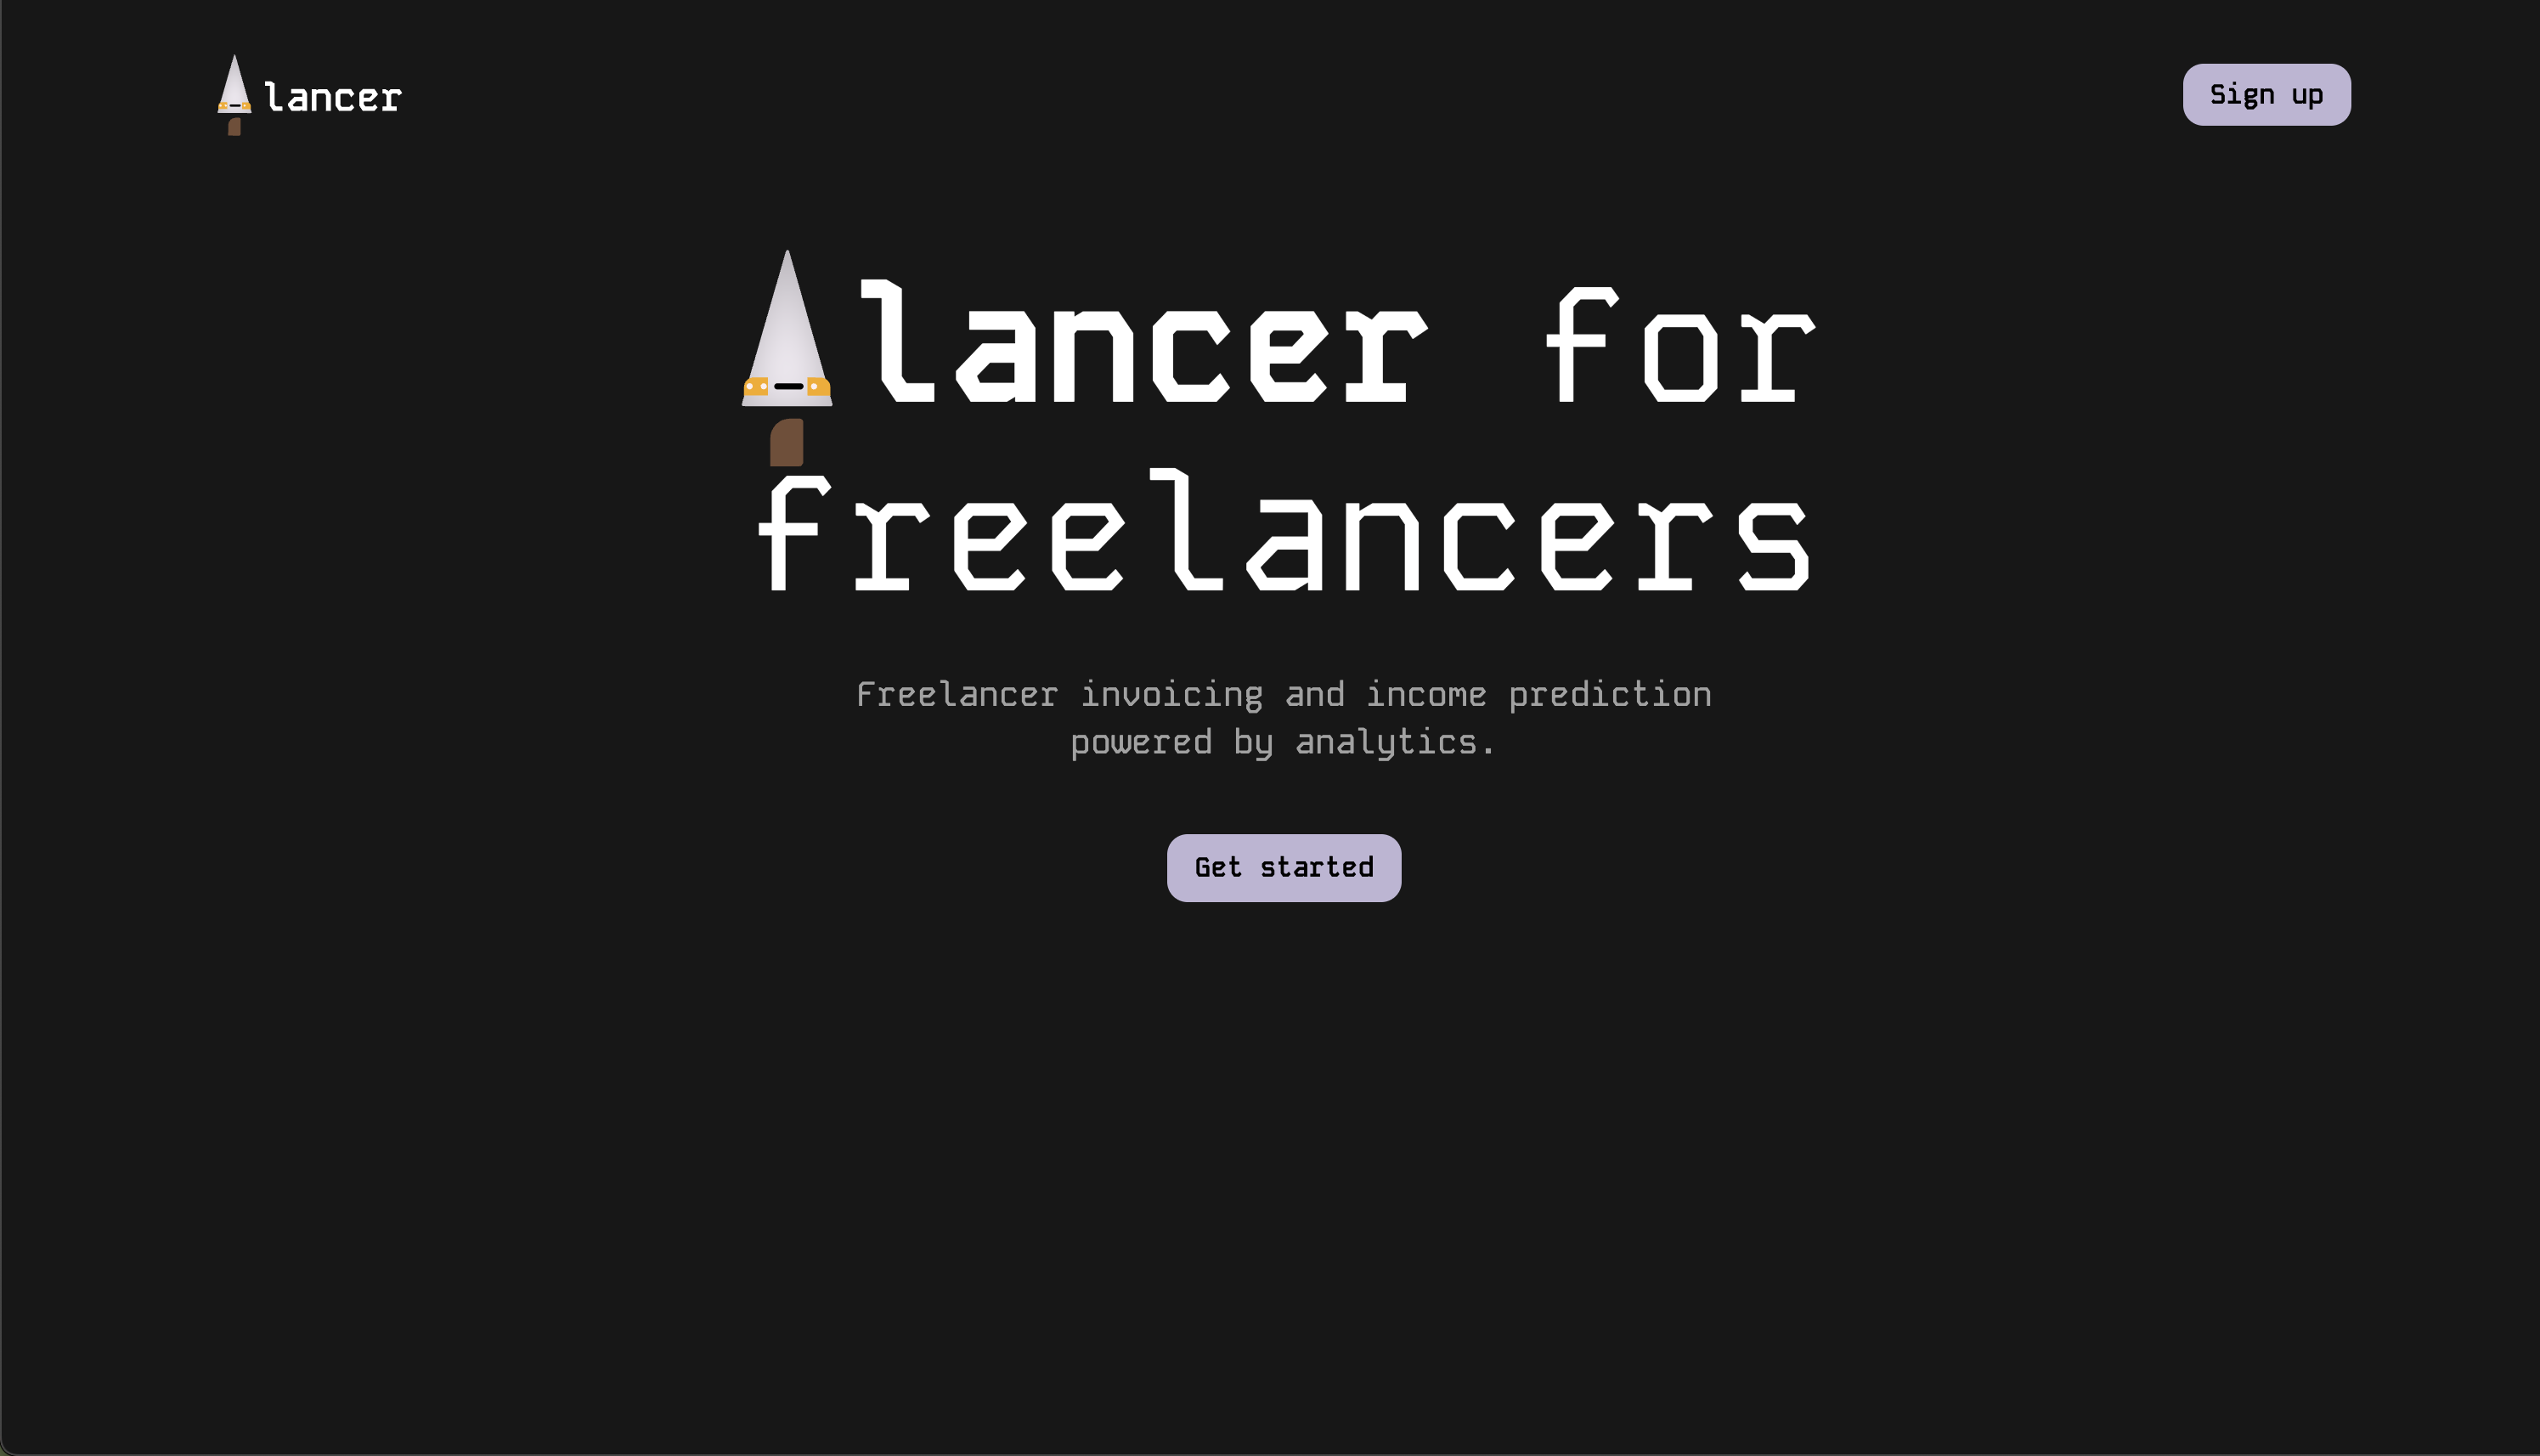 lancer
Sign up
lancer for
freelancers
Freelancer invoicing and income prediction
powered by analytics.
Get started